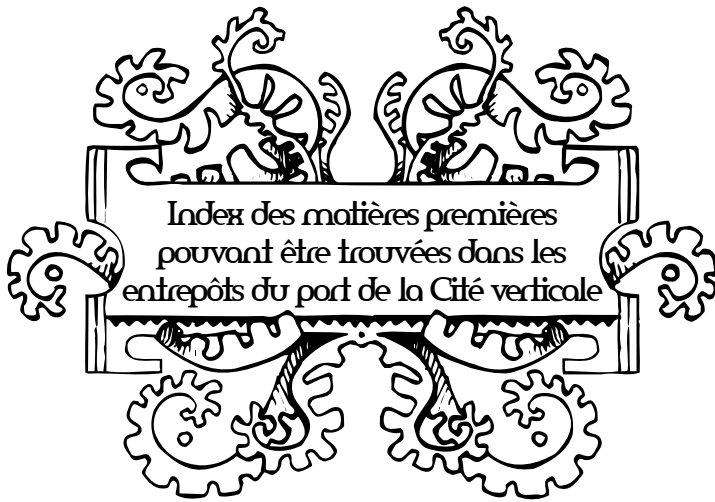 Index des matières premières
pouvant être trouvées dans les
entrepôts du port de la Cité verticale